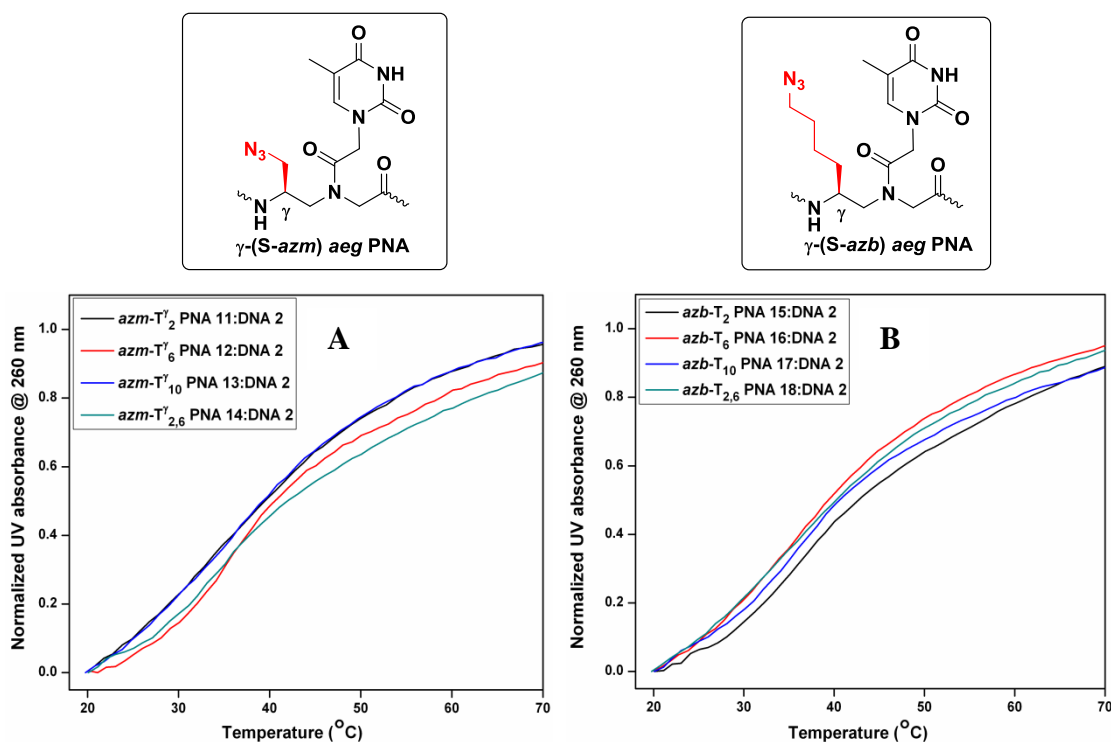 O
NH
N
O
N₃
O
O
N
H
γ
N
γ-(S-azm) aeg PNA
O
N₃
NH
N
O
O
O
N
H
γ
N
γ-(S-azb) aeg PNA
azm-Tᵞ₂ PNA 11:DNA 2
azm-Tᵞ₆ PNA 12:DNA 2
azm-Tᵞ₁₀ PNA 13:DNA 2
azm-Tᵞ₂,₆ PNA 14:DNA 2
A
Normalized UV absorbance @ 260 nm
1.0
0.8
0.6
0.4
0.2
0.0
20 30 40 50 60 70
Temperature (°C)
azb-T₂ PNA 15:DNA 2
azb-T₆ PNA 16:DNA 2
azb-T₁₀ PNA 17:DNA 2
azb-T₂,₆ PNA 18:DNA 2
B
Normalized UV absorbance @ 260 nm
1.0
0.8
0.6
0.4
0.2
0.0
20 30 40 50 60 70
Temperature (°C)